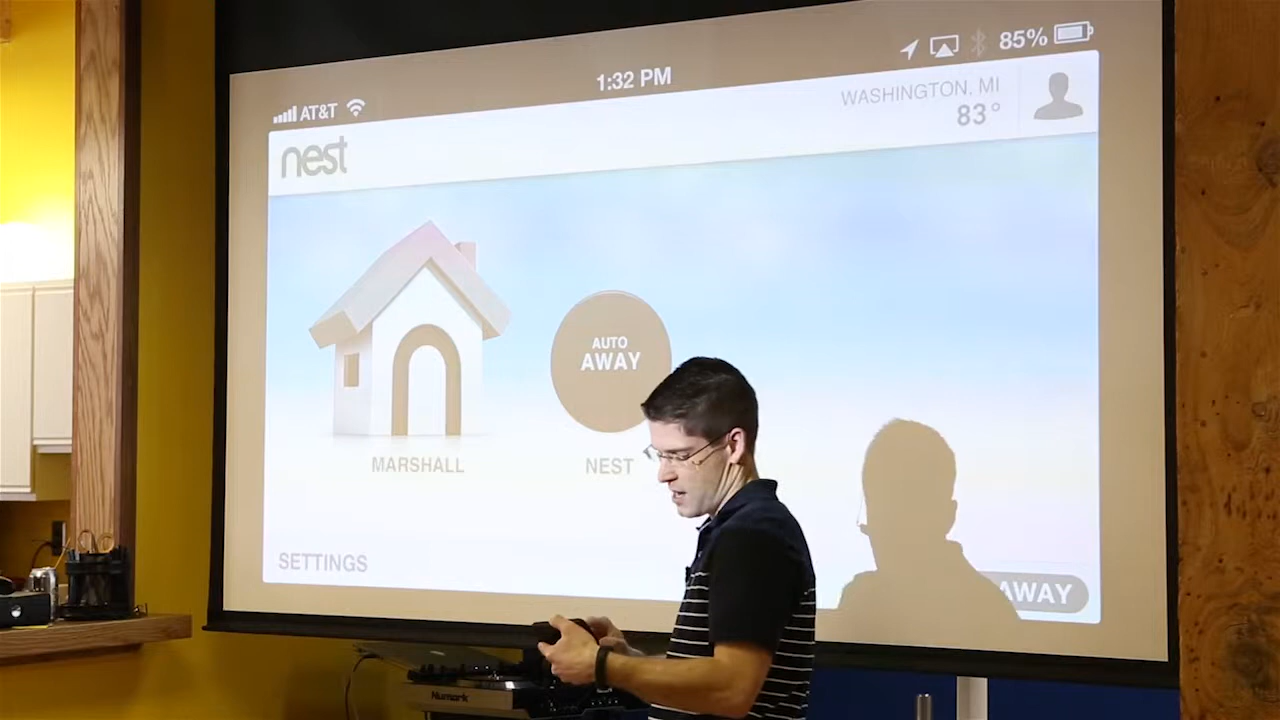 AT&T
1:32 PM
85%
nest
WASHINGTON, MI
83°
AUTO
AWAY
MARSHALL
NEST
SETTINGS
AWAY
Numark